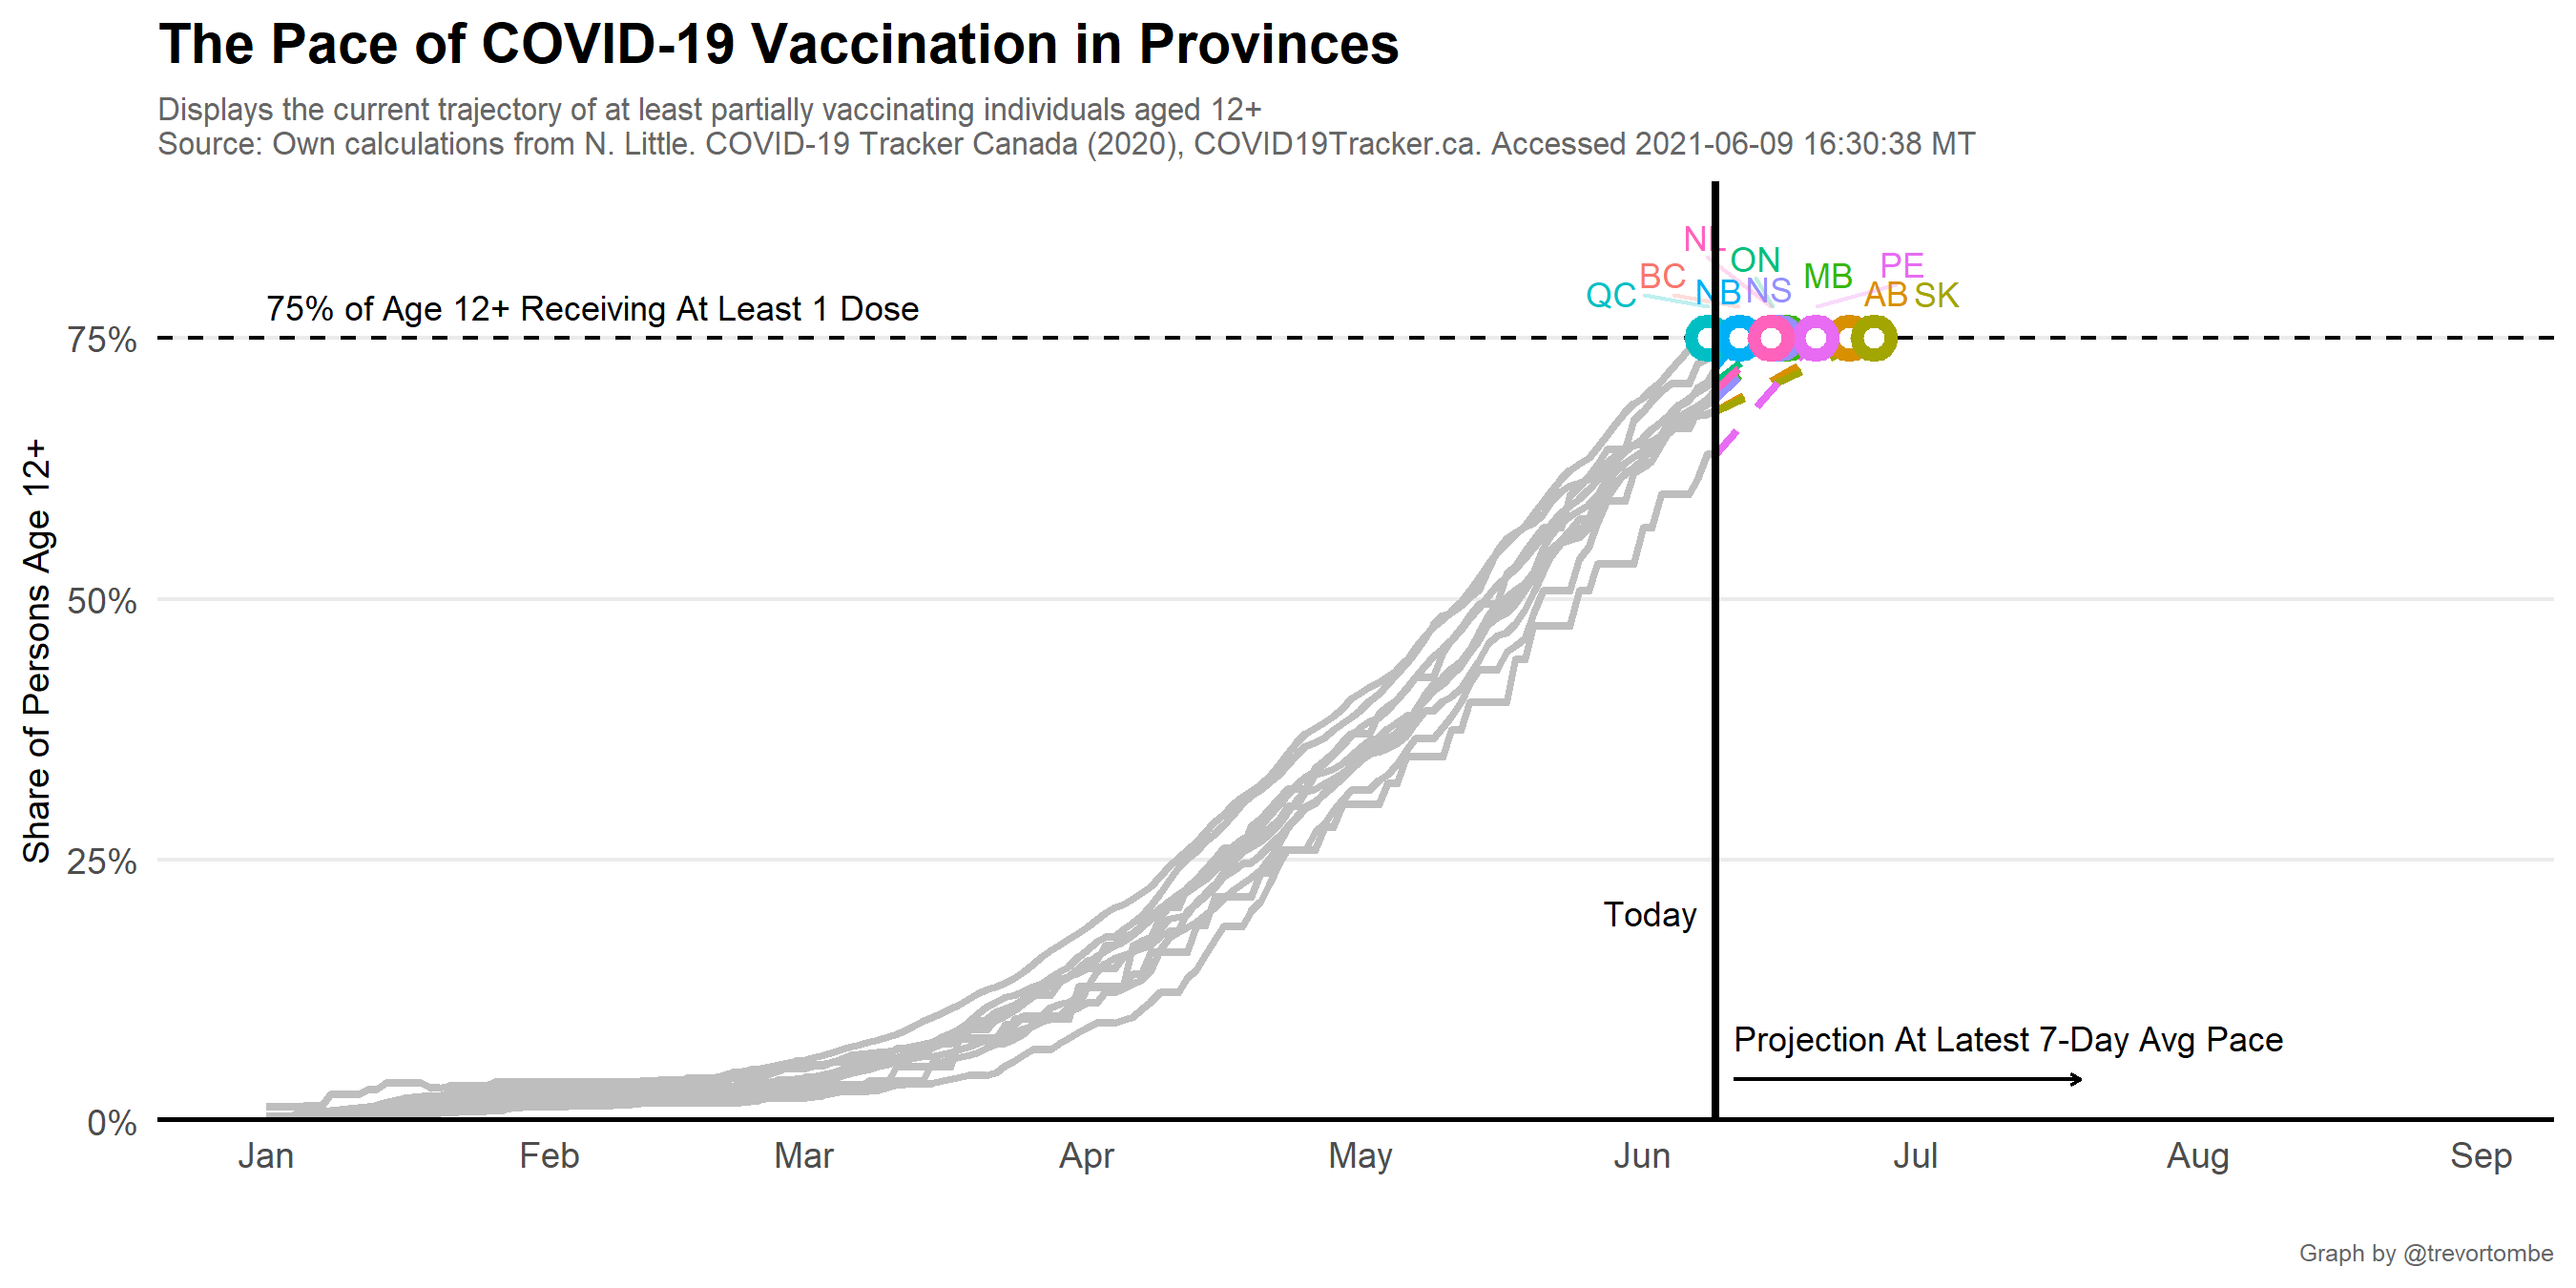 The Pace of COVID-19 Vaccination in Provinces
Displays the current trajectory of at least partially vaccinating individuals aged 12+
Source: Own calculations from N. Little. COVID-19 Tracker Canada (2020), COVID19Tracker.ca. Accessed 2021-06-09 16:30:38 MT
NL
ON
QC
BC
NB
NS
MB
PE
AB
SK
75% of Age 12+ Receiving At Least 1 Dose
75%
50%
25%
0%
Share of Persons Age 12+
Today
Projection At Latest 7-Day Avg Pace
Jan
Feb
Mar
Apr
May
Jun
Jul
Aug
Sep
Graph by @trevortombe